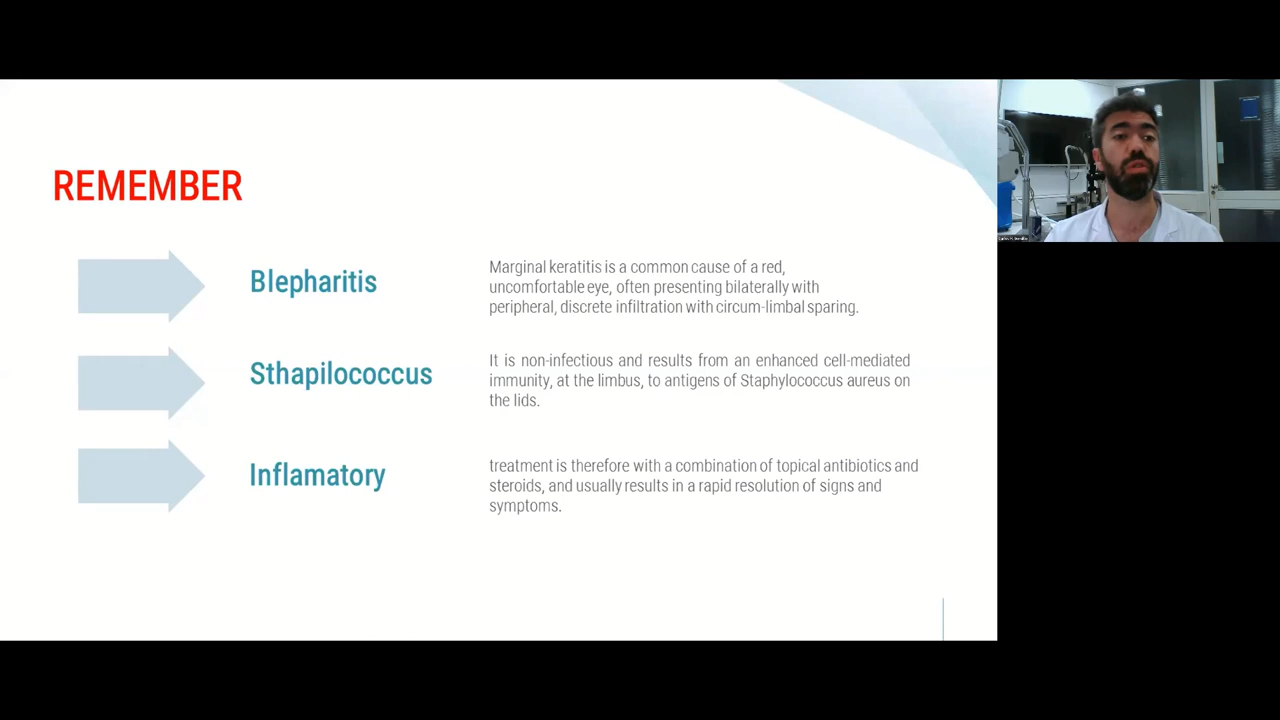 REMEMBER
Blepharitis
Marginal keratitis is a common cause of a red,
uncomfortable eye, often presenting bilaterally with
peripheral, discrete infiltration with circum-limbal sparing.
Sthapilococcus
It is non-infectious and results from an enhanced cell-mediated
immunity, at the limbus, to antigens of Staphylococcus aureus on
the lids.
Inflamatory
treatment is therefore with a combination of topical antibiotics and
steroids, and usually results in a rapid resolution of signs and
symptoms.